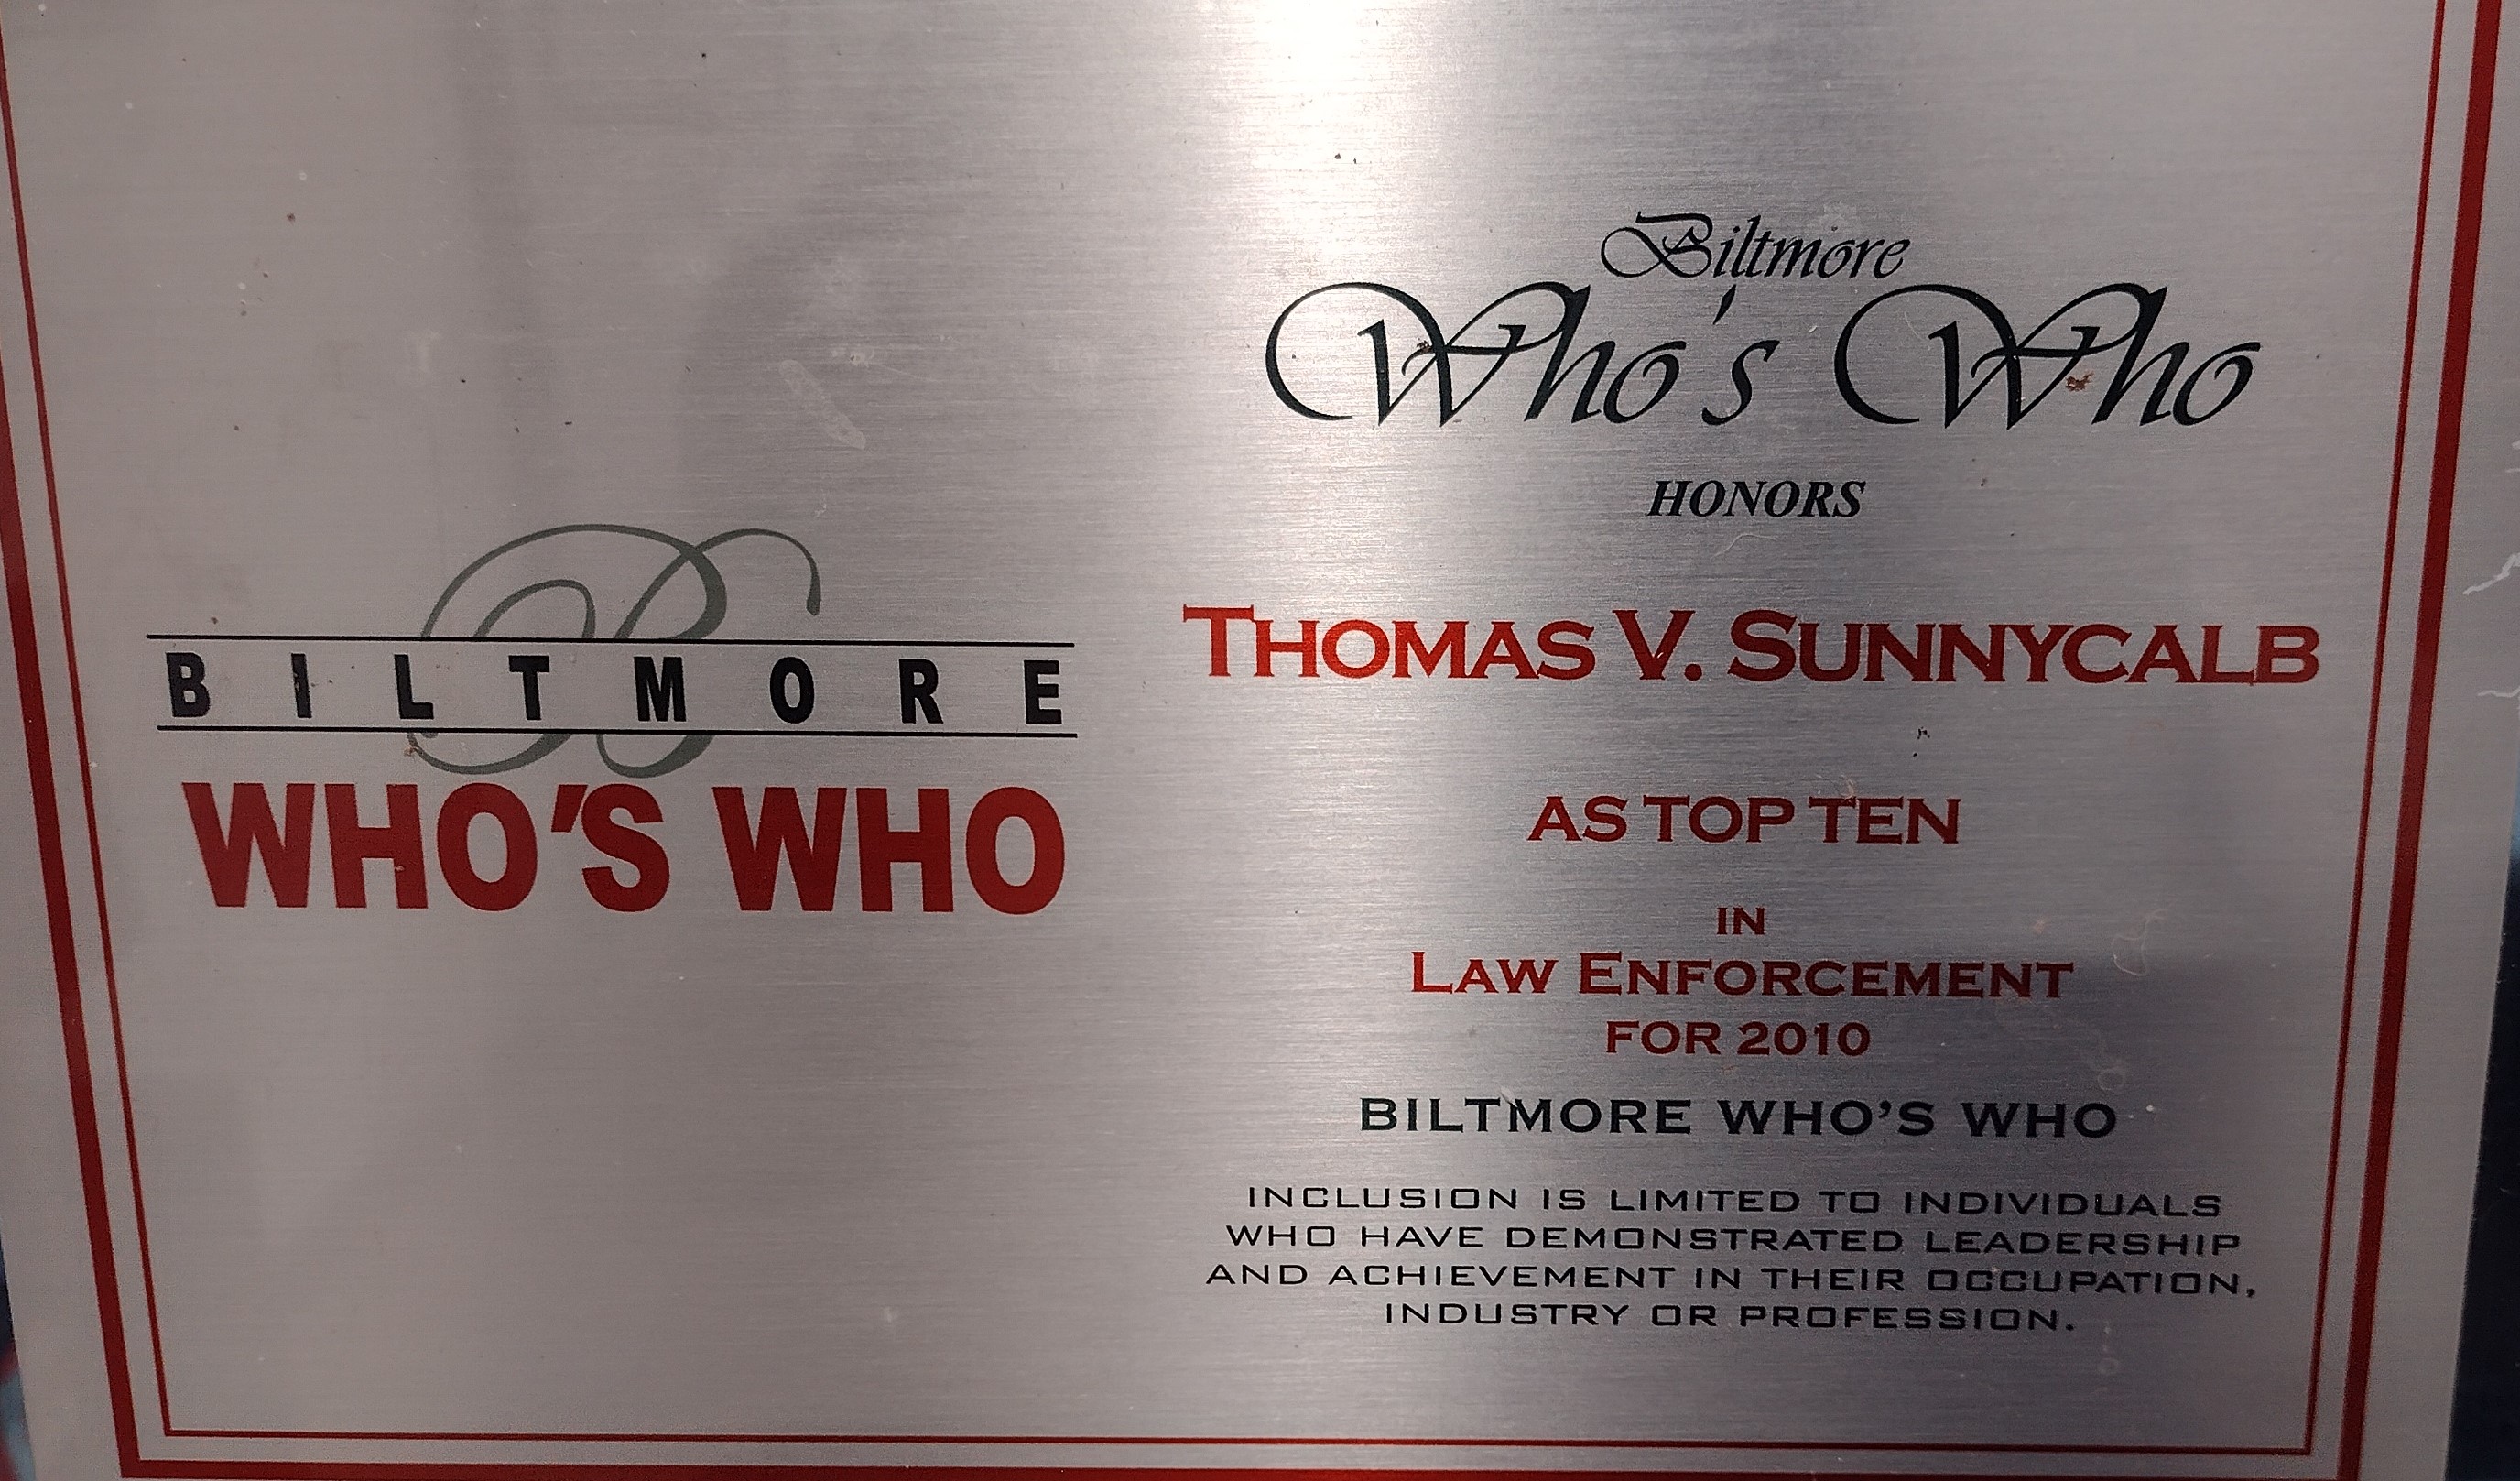 BILTMORE
WHO'S WHO
Biltmore
Who's Who
HONORS
THOMAS V. SUNNYCALB
AS TOP TEN
IN
LAW ENFORCEMENT
FOR 2010
BILTMORE WHO'S WHO
INCLUSION IS LIMITED TO INDIVIDUALS
WHO HAVE DEMONSTRATED LEADERSHIP
AND ACHIEVEMENT IN THEIR OCCUPATION,
INDUSTRY OR PROFESSION.